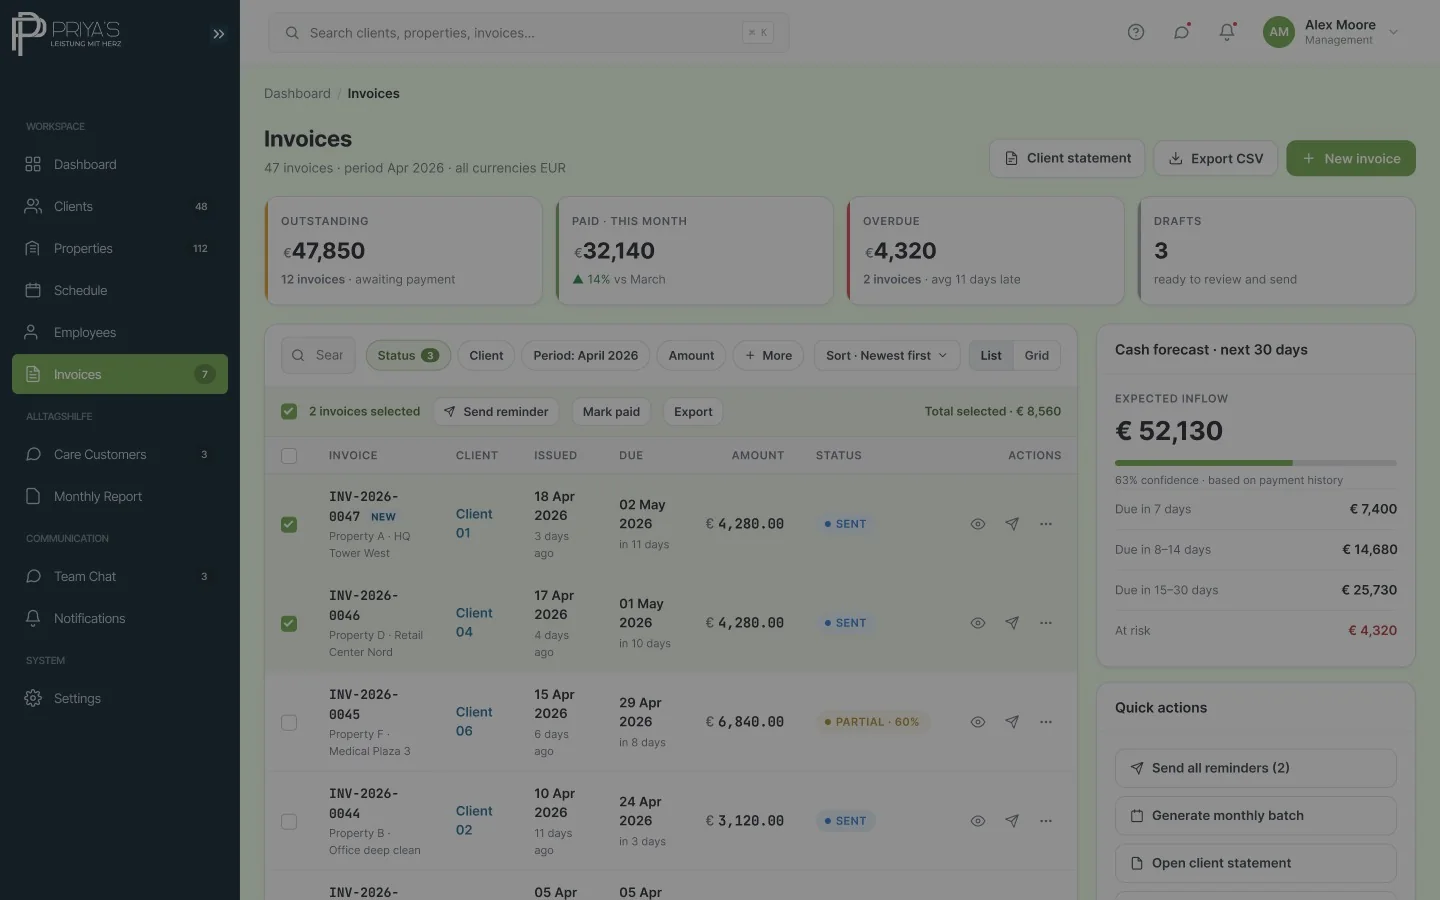 PRIYA'S
LEISTUNG MIT HERZ
Search clients, properties, invoices...
⌘ K
AM
Alex Moore
Management
WORKSPACE
Dashboard
Clients 48
Properties 112
Schedule
Employees
Invoices 7
ALLTAGSHILFE
Care Customers 3
Monthly Report
COMMUNICATION
Team Chat 3
Notifications
SYSTEM
Settings
Dashboard / Invoices
Invoices
47 invoices · period Apr 2026 · all currencies EUR
Client statement
Export CSV
+ New invoice
OUTSTANDING
€47,850
12 invoices · awaiting payment
PAID · THIS MONTH
€32,140
▲ 14% vs March
OVERDUE
€4,320
2 invoices · avg 11 days late
DRAFTS
3
ready to review and send
Sear
Status 3
Client
Period: April 2026
Amount
+ More
Sort · Newest first
List
Grid
2 invoices selected
Send reminder
Mark paid
Export
Total selected · € 8,560
INVOICE CLIENT ISSUED DUE AMOUNT STATUS ACTIONS
INV-2026-
0047 NEW
Property A · HQ
Tower West
Client
01
18 Apr
2026
3 days
ago
02 May
2026
in 11 days
€ 4,280.00
SENT
INV-2026-
0046
Property D · Retail
Center Nord
Client
04
17 Apr
2026
4 days
ago
01 May
2026
in 10 days
€ 4,280.00
SENT
INV-2026-
0045
Property F ·
Medical Plaza 3
Client
06
15 Apr
2026
6 days
ago
29 Apr
2026
in 8 days
€ 6,840.00
PARTIAL · 60%
INV-2026-
0044
Property B ·
Office deep clean
Client
02
10 Apr
2026
11 days
ago
24 Apr
2026
in 3 days
€ 3,120.00
SENT
INV-2026-
05 Apr
05 Apr
Cash forecast · next 30 days
EXPECTED INFLOW
€ 52,130
63% confidence · based on payment history
Due in 7 days € 7,400
Due in 8–14 days € 14,680
Due in 15–30 days € 25,730
At risk € 4,320
Quick actions
Send all reminders (2)
Generate monthly batch
Open client statement